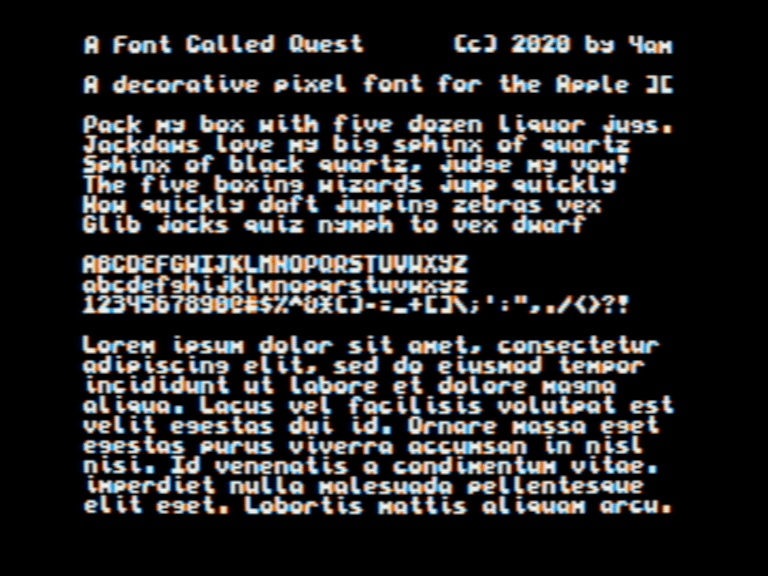 A Font Called Quest (c) 2020 by 4am
A decorative pixel font for the Apple ][
Pack my box with five dozen liquor jugs.
Jackdaws love my big sphinx of quartz
Sphinx of black quartz, judge my vow!
The five boxing wizards jump quickly
How quickly daft jumping zebras vex
Glib jocks quiz nymph to vex dwarf
ABCDEFGHIJKLMNOPQRSTUVWXYZ
abcdefghijklmnopqrstuvwxyz
1234567890@#$%^&*()-=_+[]\;':",./<>?!
Lorem ipsum dolor sit amet, consectetur
adipiscing elit, sed do eiusmod tempor
incididunt ut labore et dolore magna
aliqua. Lacus vel facilisis volutpat est
velit egestas dui id. Ornare massa eget
egestas purus viverra accumsan in nisl
nisi. Id venenatis a condimentum vitae.
imperdiet nulla malesuada pellentesque
elit eget. Lobortis mattis aliquam arcu.